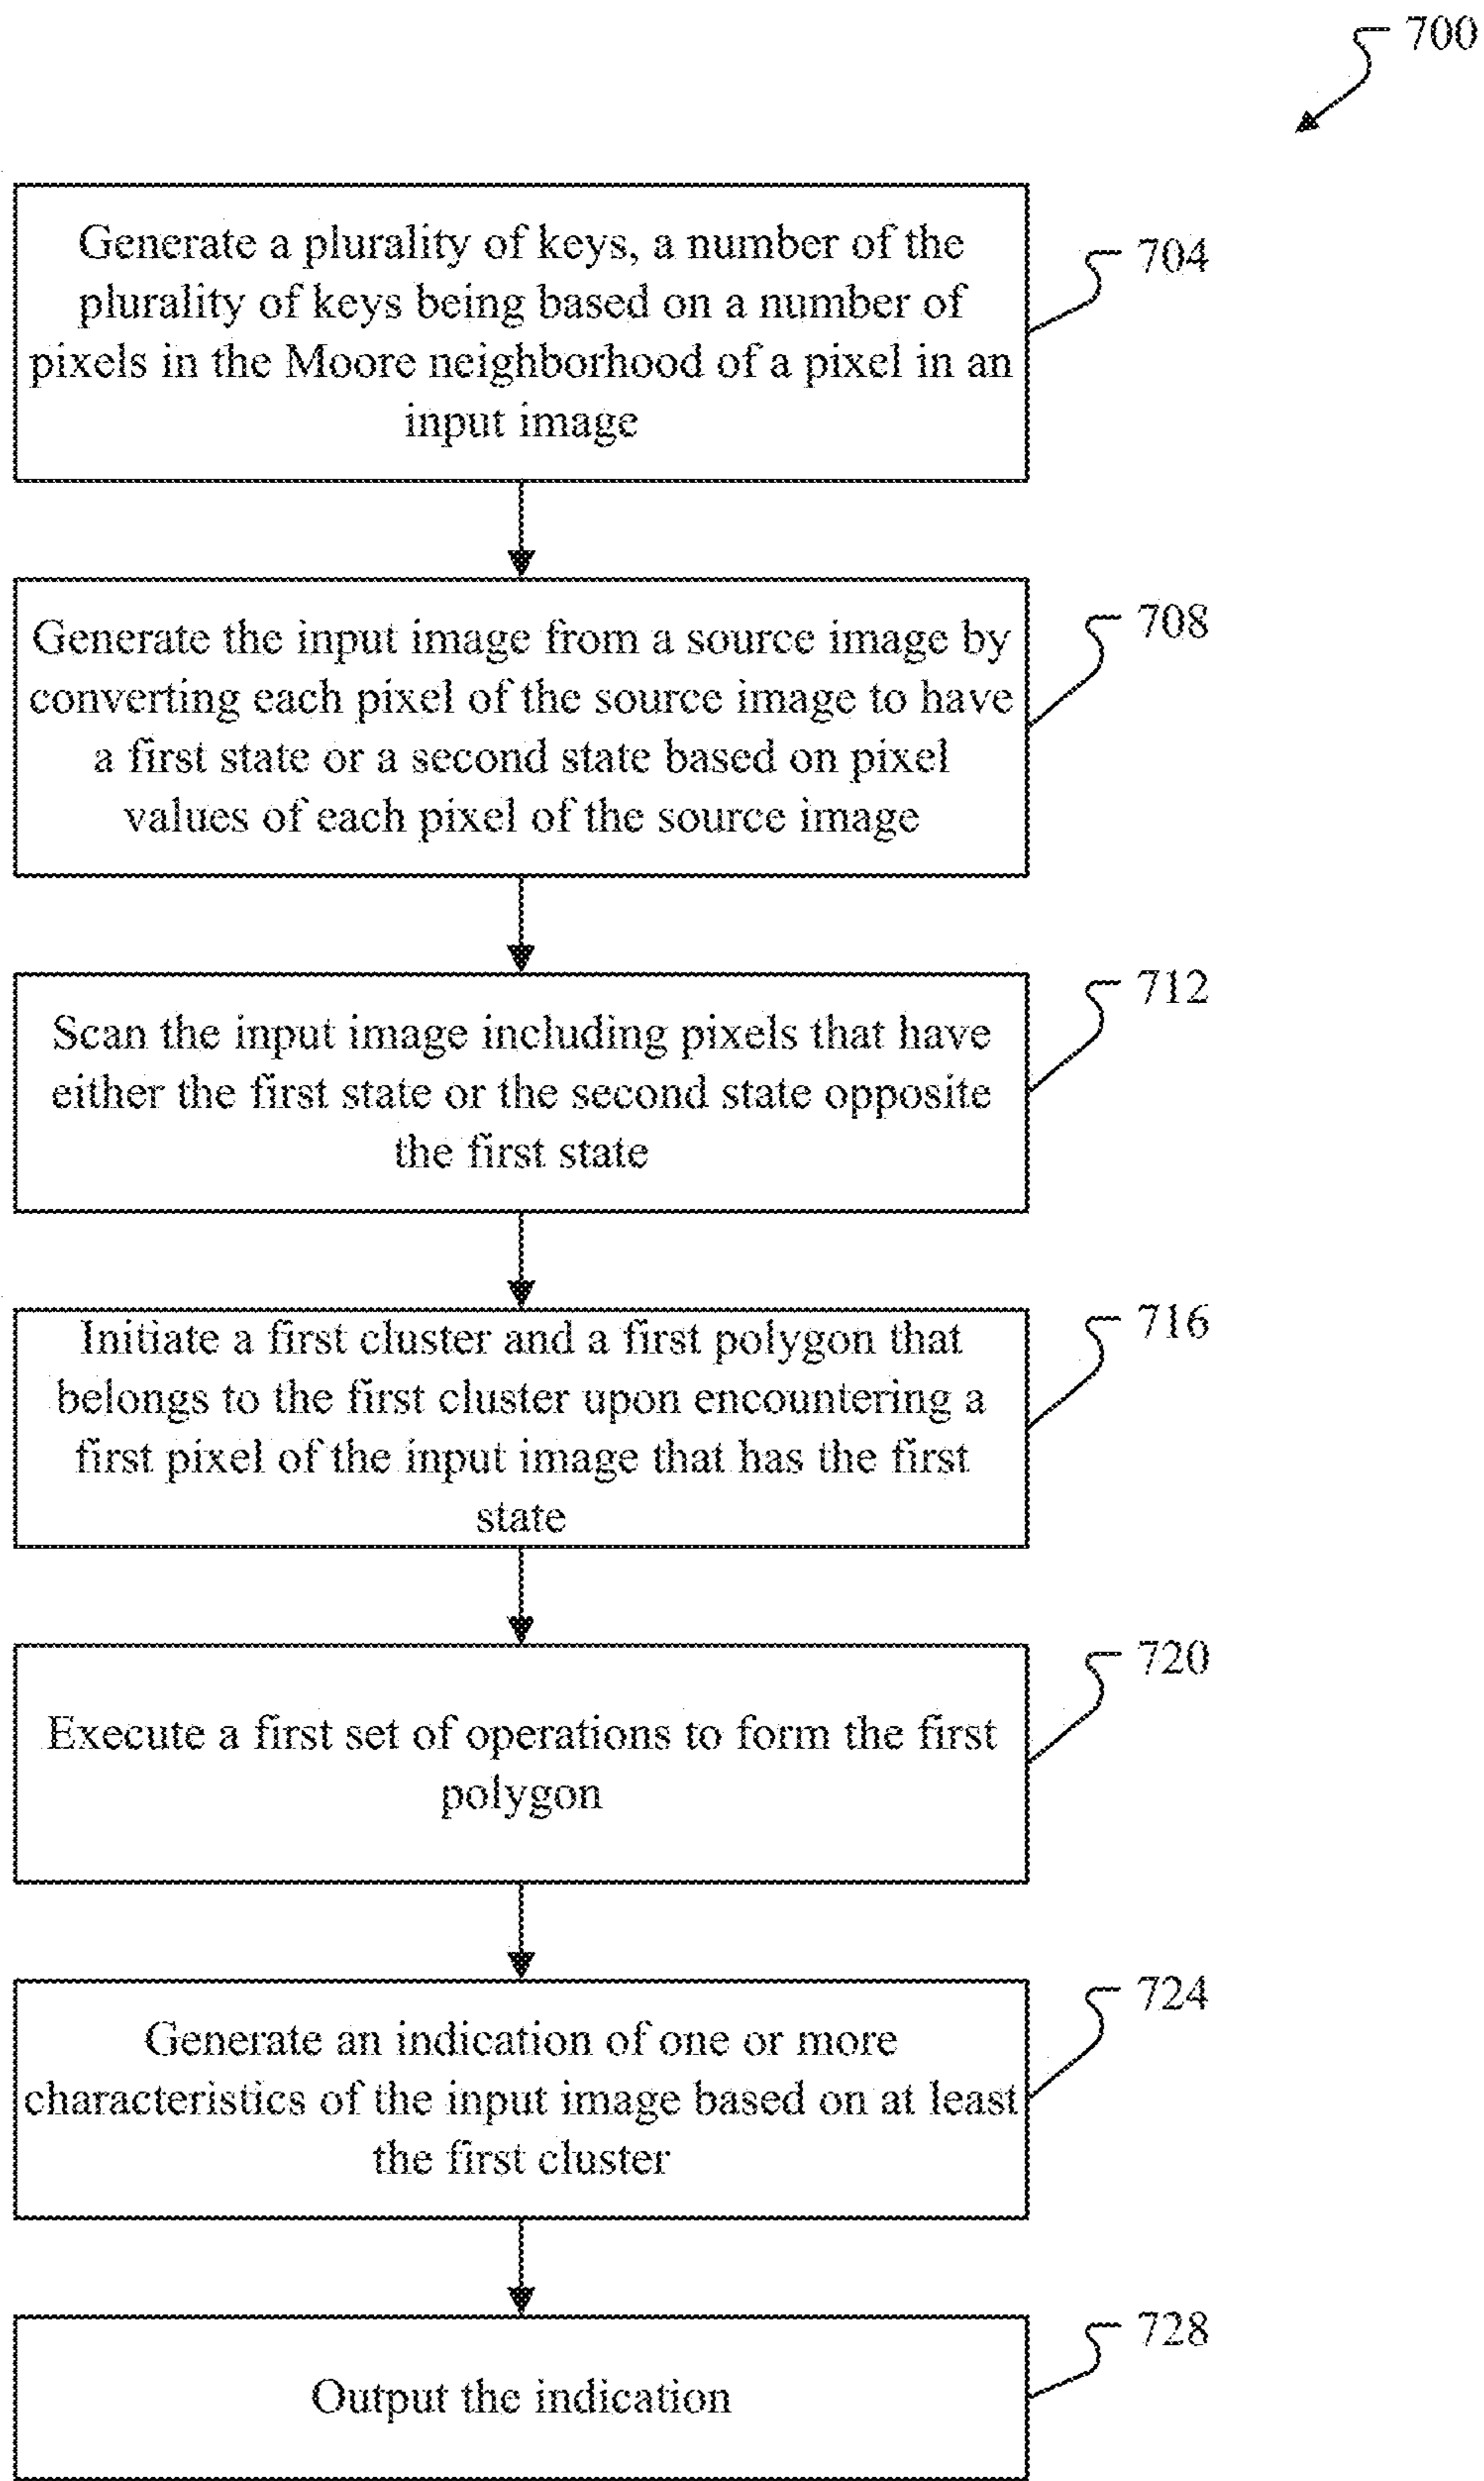 700
Generate a plurality of keys, a number of the
plurality of keys being based on a number of
pixels in the Moore neighborhood of a pixel in an
input image
704
Generate the input image from a source image by
converting each pixel of the source image to have
a first state or a second state based on pixel
values of each pixel of the source image
708
Scan the input image including pixels that have
either the first state or the second state opposite
the first state
712
Initiate a first cluster and a first polygon that
belongs to the first cluster upon encountering a
first pixel of the input image that has the first
state
716
Execute a first set of operations to form the first
polygon
720
Generate an indication of one or more
characteristics of the input image based on at least
the first cluster
724
Output the indication
728